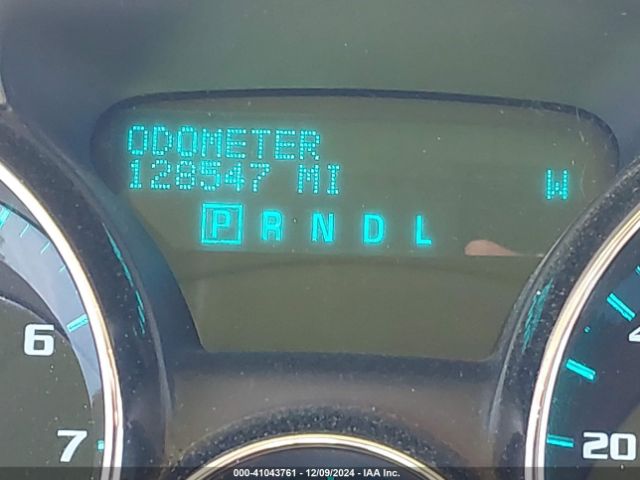 ODOMETER
128547 MI
W
P R N D L
6
7
20
000-41043761 - 12/09/2024 - IAA Inc.